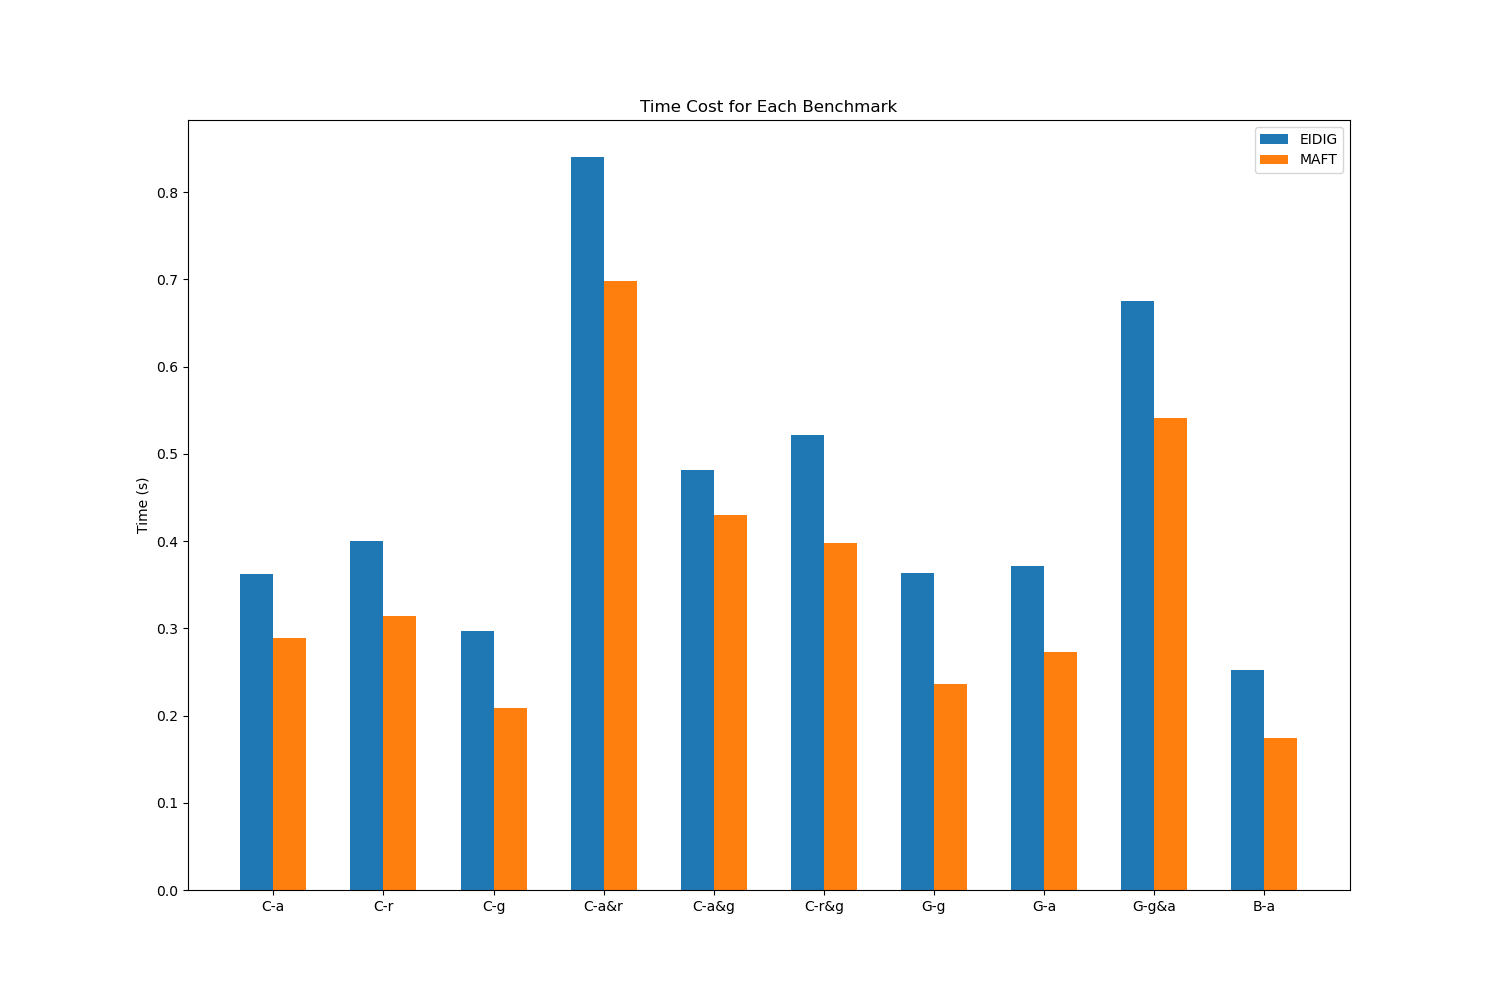 Time Cost for Each Benchmark
EIDIG
MAFT
0.8
0.7
0.6
0.5
0.4
0.3
0.2
0.1
0.0
Time (s)
C-a C-r C-g C-a&r C-a&g C-r&g G-g G-a G-g&a B-a